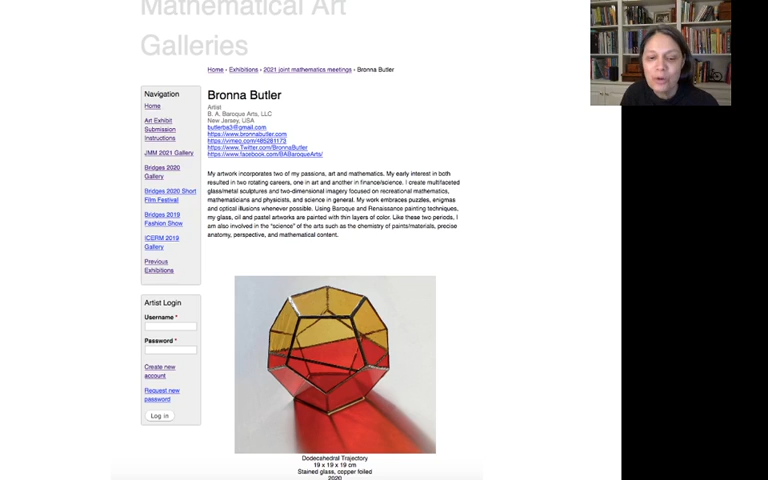 Mathematical Art
Galleries
Home › Exhibitions › 2021 joint mathematics meetings › Bronna Butler
Navigation
Home
Art Exhibit
Submission
Instructions
JMM 2021 Gallery
Bridges 2020
Gallery
Bridges 2020 Short
Film Festival
Bridges 2019
Fashion Show
ICERM 2019
Gallery
Previous
Exhibitions
Artist Login
Username *
Password *
Create new
account
Request new
password
Log in
Bronna Butler
Artist
B. A. Baroque Arts, LLC
New Jersey, USA
butlerba3@gmail.com
https://www.bronnabutler.com
https://vimeo.com/485281173
https://www.Twitter.com/BronnaButler
https://www.facebook.com/BABaroqueArts/
My artwork incorporates two of my passions, art and mathematics. My early interest in both
resulted in two rotating careers, one in art and another in finance/science. I create multifaceted
glass/metal sculptures and two-dimensional imagery focused on recreational mathematics,
mathematicians and physicists, and science in general. My work embraces puzzles, enigmas
and optical illusions whenever possible. Using Baroque and Renaissance painting techniques,
my glass, oil and pastel artworks are painted with thin layers of color. Like these two periods, I
am also involved in the "science" of the arts such as the chemistry of paints/materials, precise
anatomy, perspective, and mathematical content.
Dodecahedral Trajectory
19 x 19 x 19 cm
Stained glass, copper foiled
2020